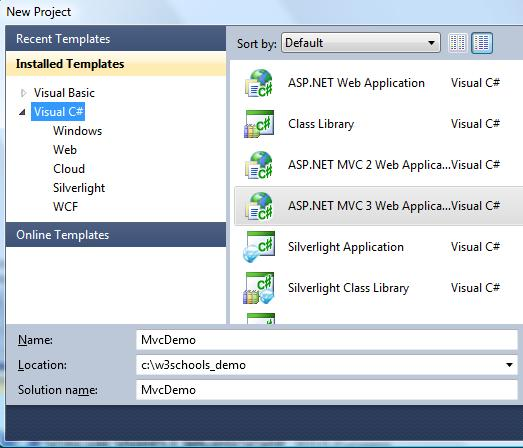 New Project
Recent Templates
Installed Templates
Visual Basic
Visual C#
Windows
Web
Cloud
Silverlight
WCF
Online Templates
Sort by: Default
ASP.NET Web Application Visual C#
Class Library Visual C#
ASP.NET MVC 2 Web Applica... Visual C#
ASP.NET MVC 3 Web Applica... Visual C#
Silverlight Application Visual C#
Silverlight Class Library Visual C#
Name: MvcDemo
Location: c:\w3schools_demo
Solution name: MvcDemo